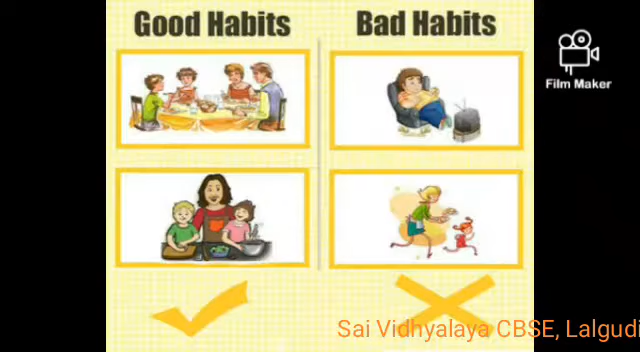 Good Habits
Bad Habits
Film Maker
Sai Vidhyalaya CBSE, Lalgudi